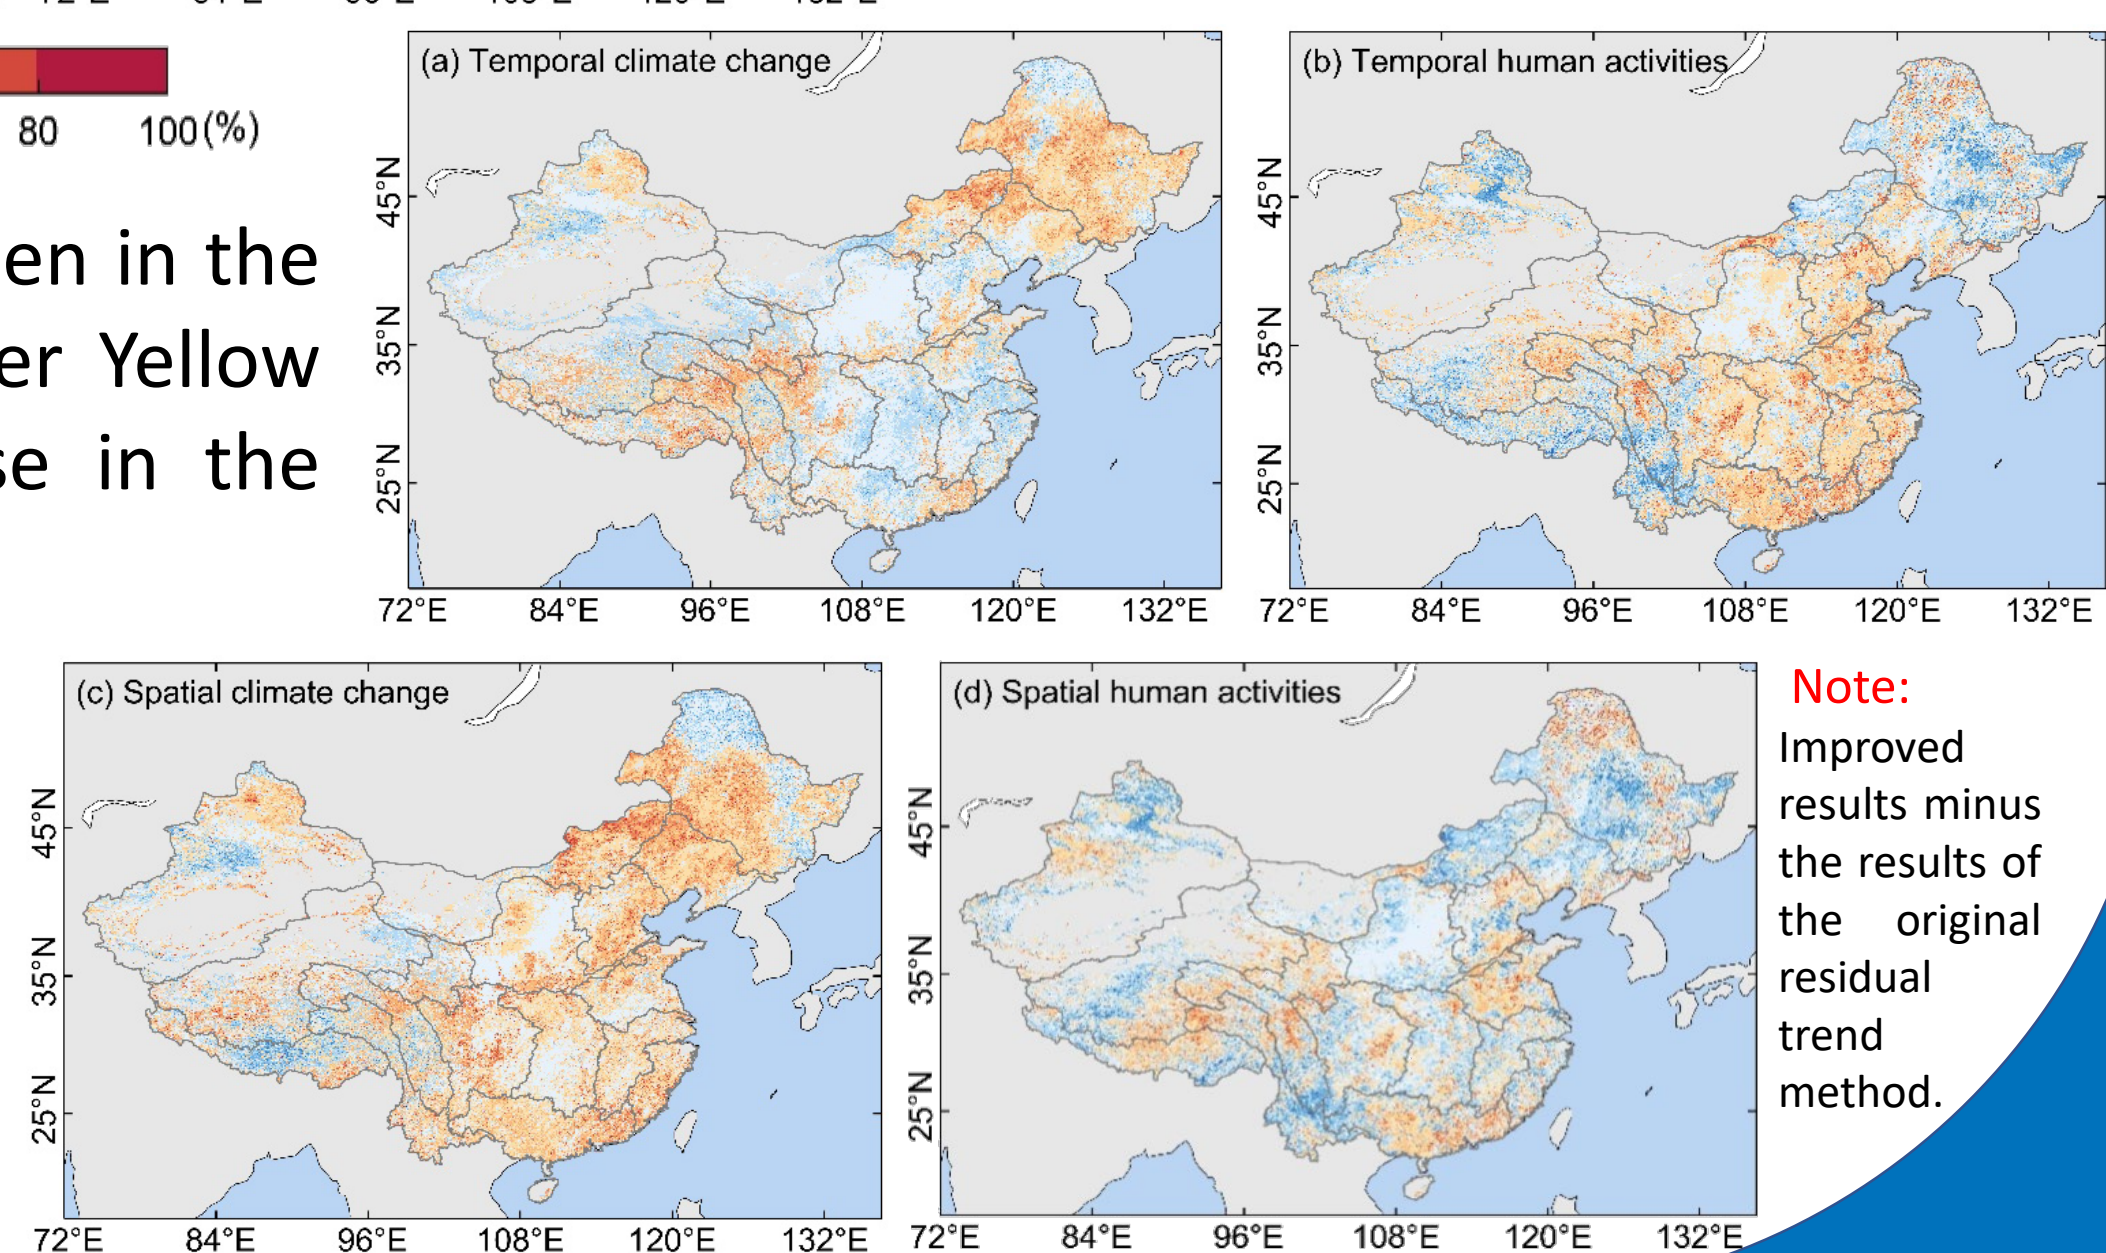 80 100(%)
en in the
er Yellow
se in the
(a) Temporal climate change
45°N
35°N
25°N
72°E 84°E 96°E 108°E 120°E 132°E
(b) Temporal human activities
45°N
35°N
25°N
72°E 84°E 96°E 108°E 120°E 132°E
(c) Spatial climate change
45°N
35°N
25°N
72°E 84°E 96°E 108°E 120°E 132°E
(d) Spatial human activities
45°N
35°N
25°N
72°E 84°E 96°E 108°E 120°E 132°E
Note:
Improved
results minus
the results of
the original
residual
trend
method.